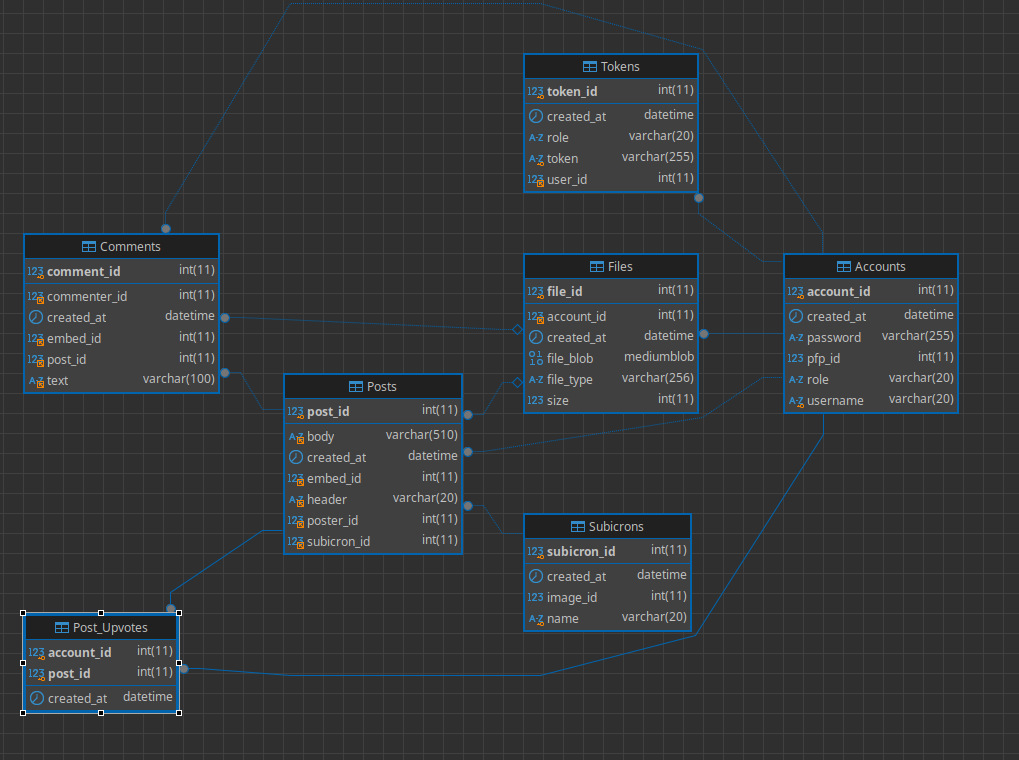 Tokens
token_id int(11)
created_at datetime
role varchar(20)
token varchar(255)
user_id int(11)
Comments
comment_id int(11)
commenter_id int(11)
created_at datetime
embed_id int(11)
post_id int(11)
text varchar(100)
Files
file_id int(11)
account_id int(11)
created_at datetime
file_blob mediumblob
file_type varchar(256)
size int(11)
Accounts
account_id int(11)
created_at datetime
password varchar(255)
pfp_id int(11)
role varchar(20)
username varchar(20)
Posts
post_id int(11)
body varchar(510)
created_at datetime
embed_id int(11)
header varchar(20)
poster_id int(11)
subicron_id int(11)
Subicrons
subicron_id int(11)
created_at datetime
image_id int(11)
name varchar(20)
Post_Upvotes
account_id int(11)
post_id int(11)
created_at datetime